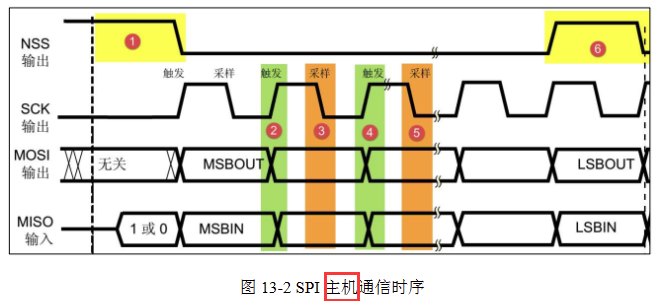 NSS
输出
1
6
触发 采样 触发 采样 触发 采样
SCK
输出
2
3
4
5
MOSI
输出
无关
MSBOUT
LSBOUT
MISO
输入
1 或 0
MSBIN
LSBIN
图 13-2 SPI 主机通信时序